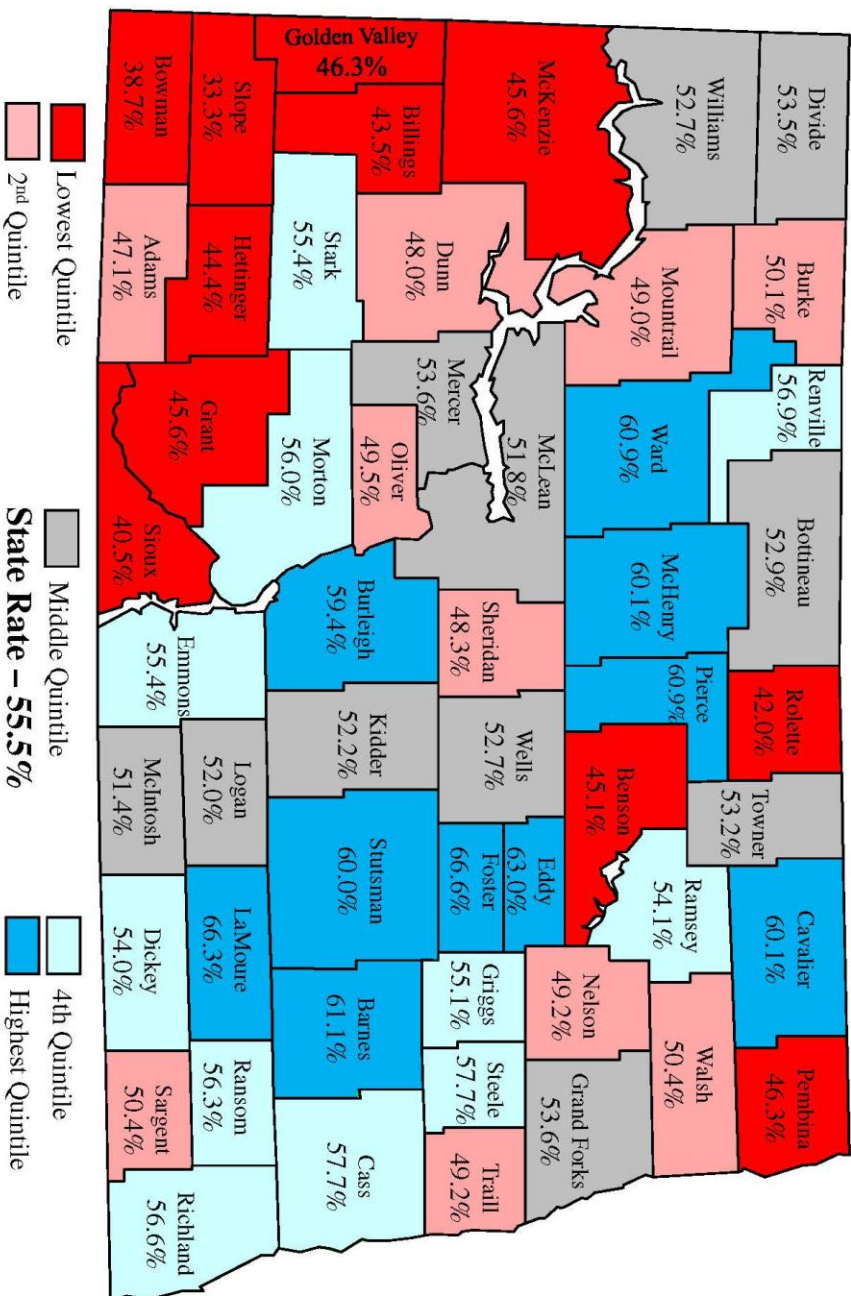 Divide
53.5%
Burke
50.1%
Renville
56.9%
Bottineau
52.9%
Rolette
42.0%
Towner
53.2%
Cavalier
60.1%
Pembina
46.3%
Williams
52.7%
Mountrail
49.0%
Ward
60.9%
McHenry
60.1%
Pierce
60.9%
Benson
45.1%
Ramsey
54.1%
Walsh
50.4%
McKenzie
45.6%
Dunn
48.0%
Mercer
53.6%
McLean
51.8%
Oliver
49.5%
Sheridan
48.3%
Wells
52.7%
Eddy
63.0%
Foster
66.6%
Nelson
49.2%
Grand Forks
53.6%
Griggs
55.1%
Steele
57.7%
Traill
49.2%
Golden Valley
46.3%
Billings
43.5%
Stark
55.4%
Morton
56.0%
Burleigh
59.4%
Kidder
52.2%
Stutsman
60.0%
Barnes
61.1%
Cass
57.7%
Slope
33.3%
Hettinger
44.4%
Grant
45.6%
Emmons
55.4%
Logan
52.0%
LaMoure
66.3%
Ransom
56.3%
Bowman
38.7%
Adams
47.1%
Sioux
40.5%
McIntosh
51.4%
Dickey
54.0%
Sargent
50.4%
Richland
56.6%
Lowest Quintile
2nd Quintile
Middle Quintile
State Rate – 55.5%
4th Quintile
Highest Quintile